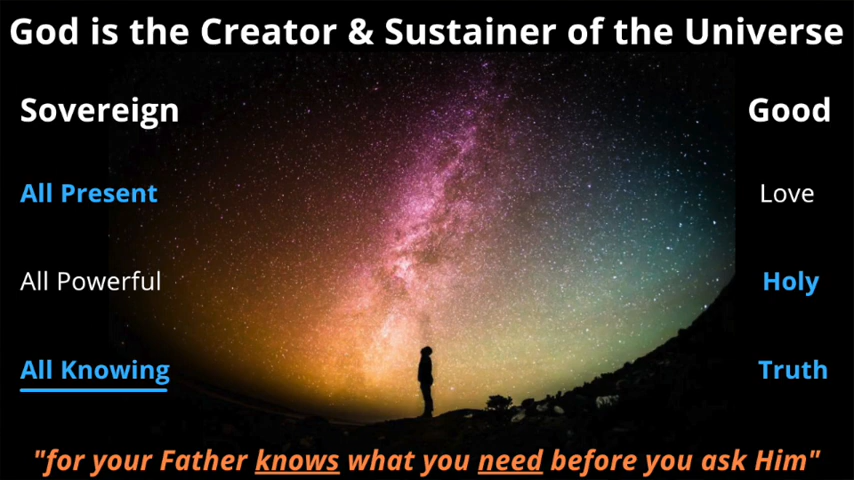 God is the Creator & Sustainer of the Universe
Sovereign
Good
All Present
Love
All Powerful
Holy
All Knowing
Truth
"for your Father knows what you need before you ask Him"